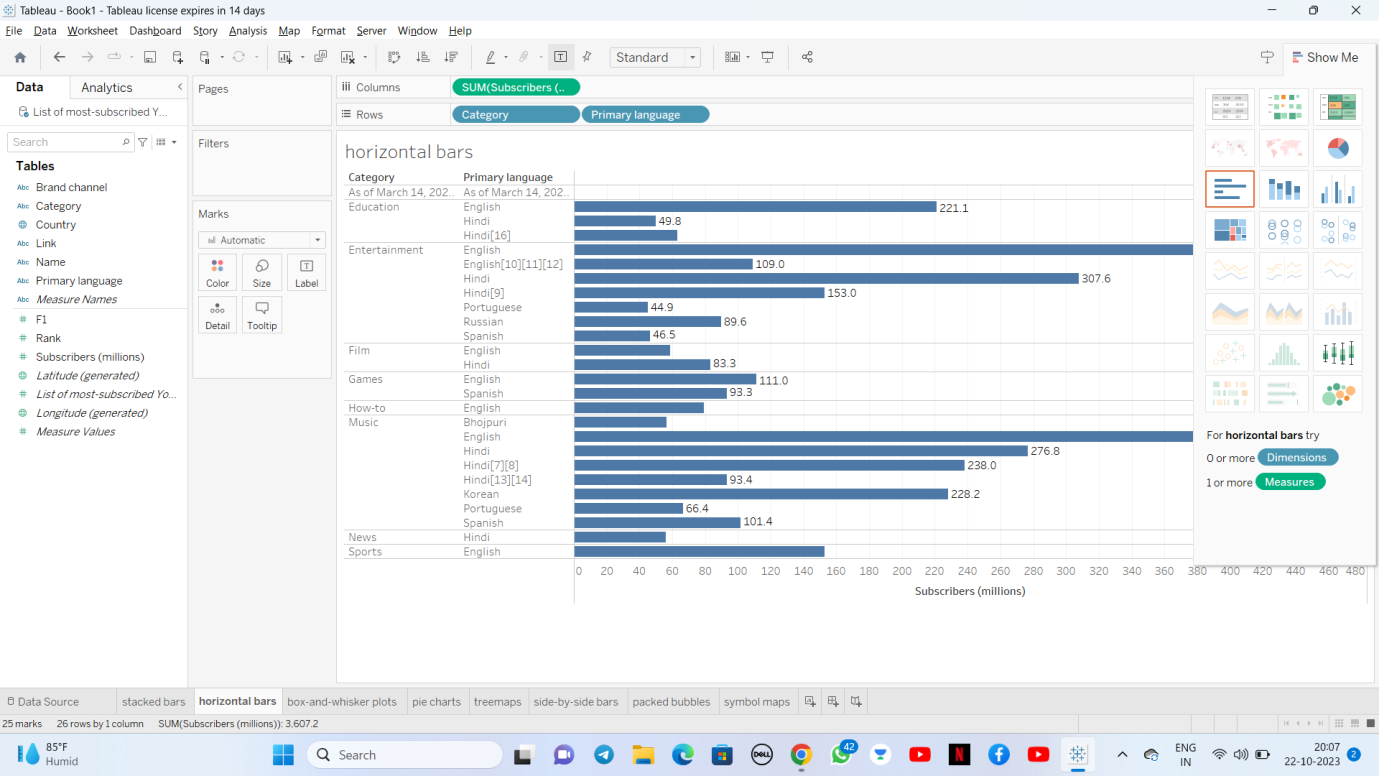 Tableau - Book1 - Tableau license expires in 14 days
File Data Worksheet Dashboard Story Analysis Map Format Server Window Help
Standard
Show Me
Data
Analytics
List of most-subscribed Y...
Search
Tables
Abc Brand channel
Abc Category
Country
Abc Link
Abc Name
Abc Primary language
Abc Measure Names
# F1
# Rank
# Subscribers (millions)
Latitude (generated)
# List of most-subscribed Yo...
Longitude (generated)
# Measure Values
Pages
Filters
Marks
Automatic
Color
Size
Label
Detail
Tooltip
Columns
SUM(Subscribers (..
Rows
Category
Primary language
horizontal bars
Category Primary language
As of March 14, 202.. As of March 14, 202..
Education English 221.1
Hindi 49.8
Hindi[16]
Entertainment English
English[10][11][12] 109.0
Hindi 307.6
Hindi[9] 153.0
Portuguese 44.9
Russian 89.6
Spanish 46.5
Film English
Hindi 83.3
Games English 111.0
Spanish 93.3
How-to English
Music Bhojpuri
English
Hindi 276.8
Hindi[7][8] 238.0
Hindi[13][14] 93.4
Korean 228.2
Portuguese 66.4
Spanish 101.4
News Hindi
Sports English
0 20 40 60 80 100 120 140 160 180 200 220 240 260 280 300 320 340 360 380 400 420 440 460 480
Subscribers (millions)
For horizontal bars try
0 or more Dimensions
1 or more Measures
Data Source
stacked bars
horizontal bars
box-and-whisker plots
pie charts
treemaps
side-by-side bars
packed bubbles
symbol maps
25 marks 26 rows by 1 column SUM(Subscribers (millions)): 3,607.2
85°F
Humid
Search
DELL
42
N
ENG
IN
20:07
22-10-2023
2